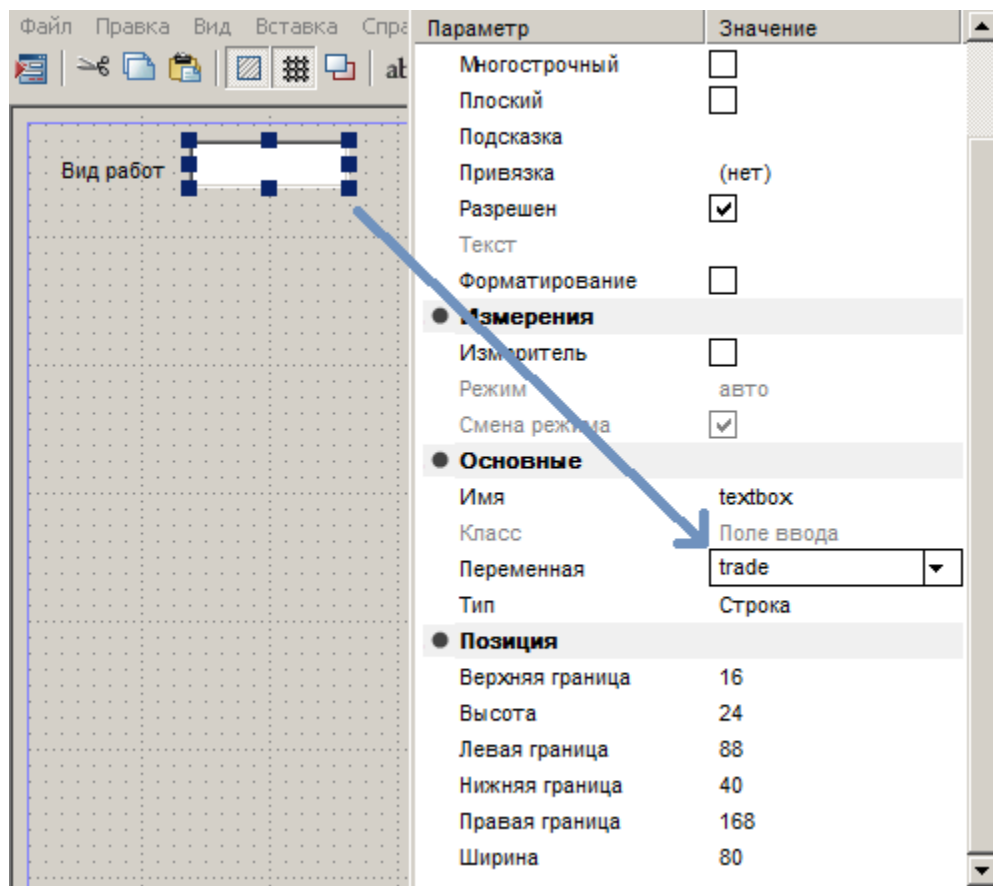 Файл Правка Вид Вставка Спра
ab
Вид работ
Параметр Значение
Многострочный
Плоский
Подсказка
Привязка (нет)
Разрешен
Текст
Форматирование
Измерения
Измеритель
Режим авто
Смена режима
Основные
Имя textbox
Класс Поле ввода
Переменная trade
Тип Строка
Позиция
Верхняя граница 16
Высота 24
Левая граница 88
Нижняя граница 40
Правая граница 168
Ширина 80